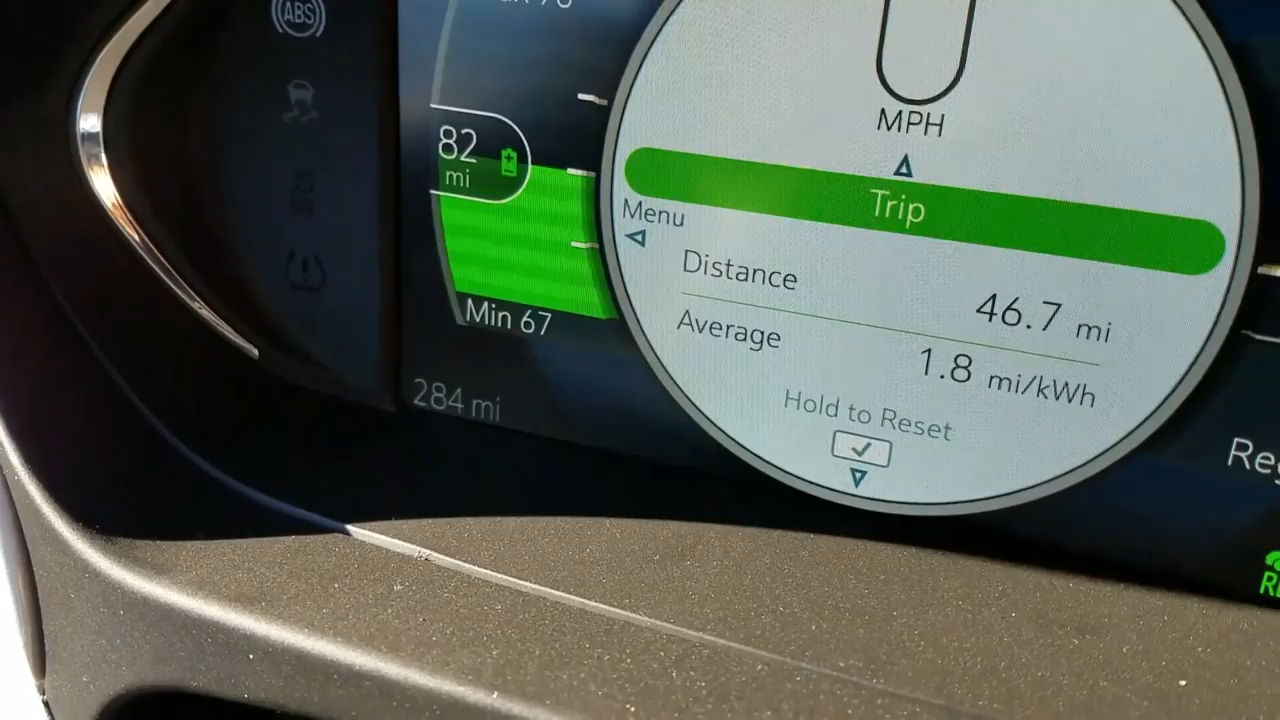 ABS
82
mi
Min 67
284 mi
MPH
Trip
Menu
Distance
46.7 mi
Average
1.8 mi/kWh
Hold to Reset